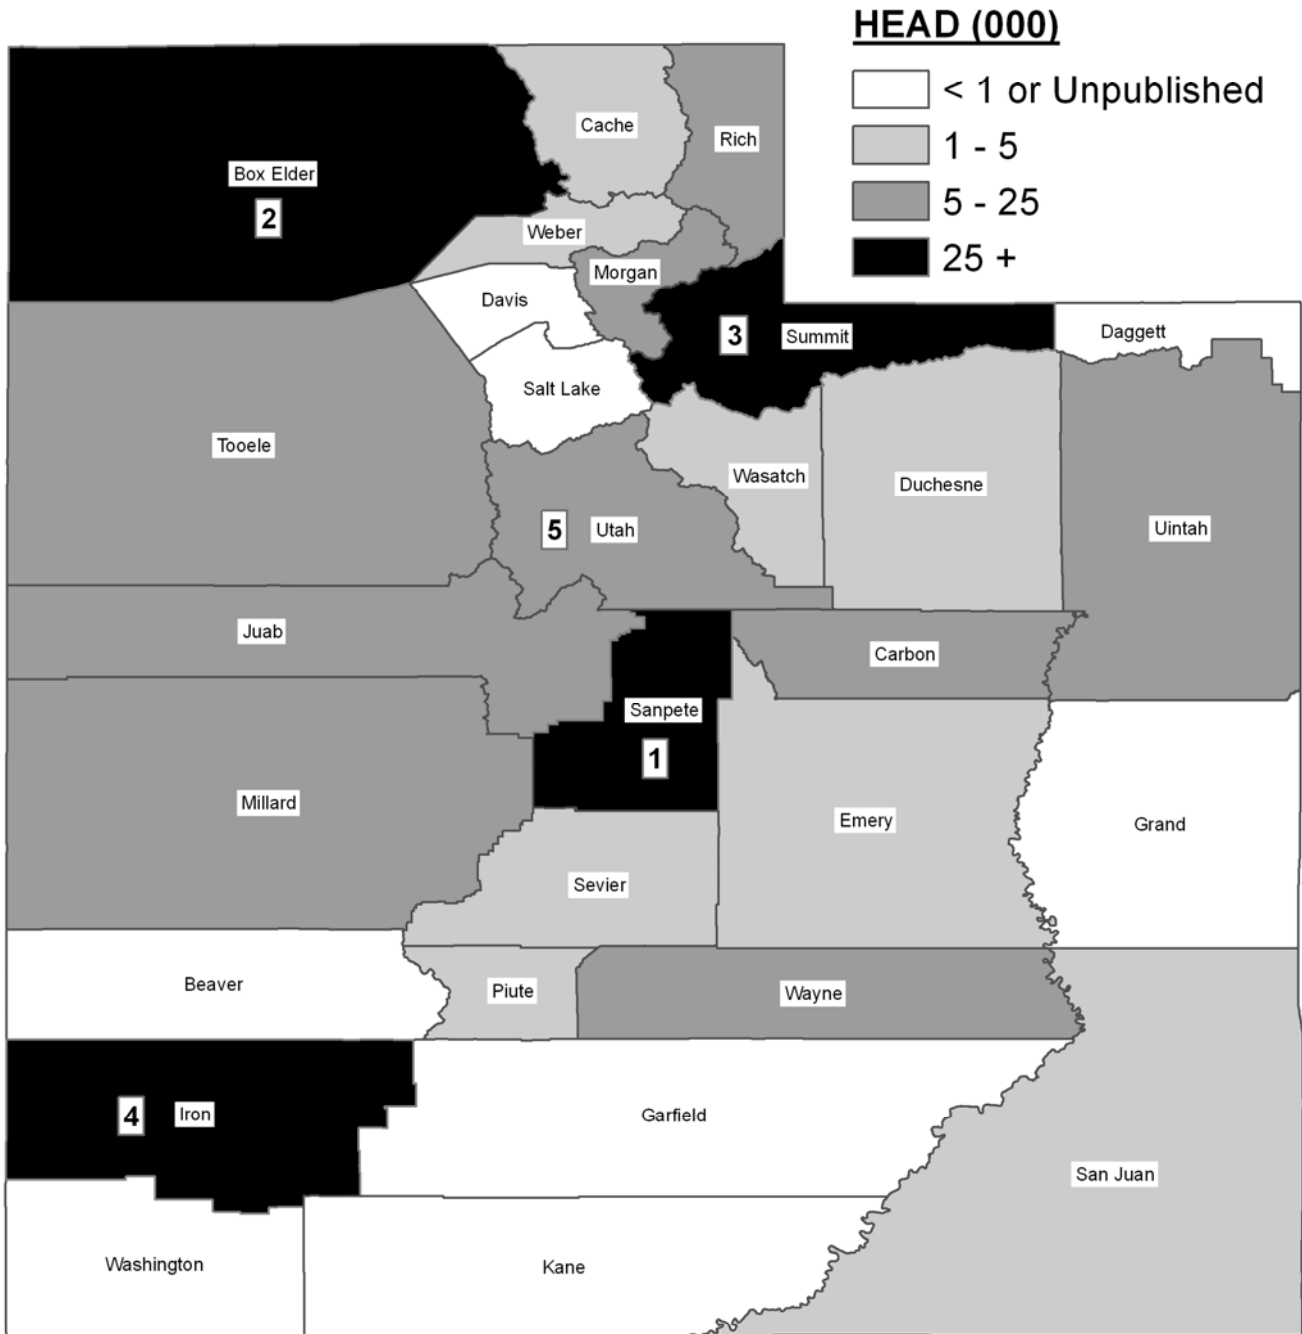 HEAD (000)
< 1 or Unpublished
1 - 5
5 - 25
25 +
Cache
Rich
Box Elder
2
Weber
Morgan
Davis
3
Summit
Daggett
Salt Lake
Tooele
Wasatch
Duchesne
5
Utah
Uintah
Juab
Carbon
Sanpete
1
Millard
Emery
Grand
Sevier
Beaver
Piute
Wayne
4
Iron
Garfield
San Juan
Washington
Kane